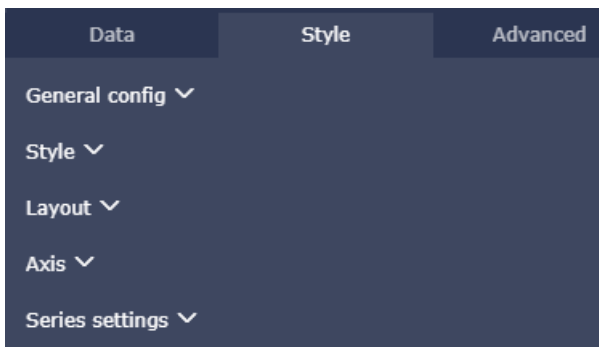 Data Style Advanced
General config
Style
Layout
Axis
Series settings